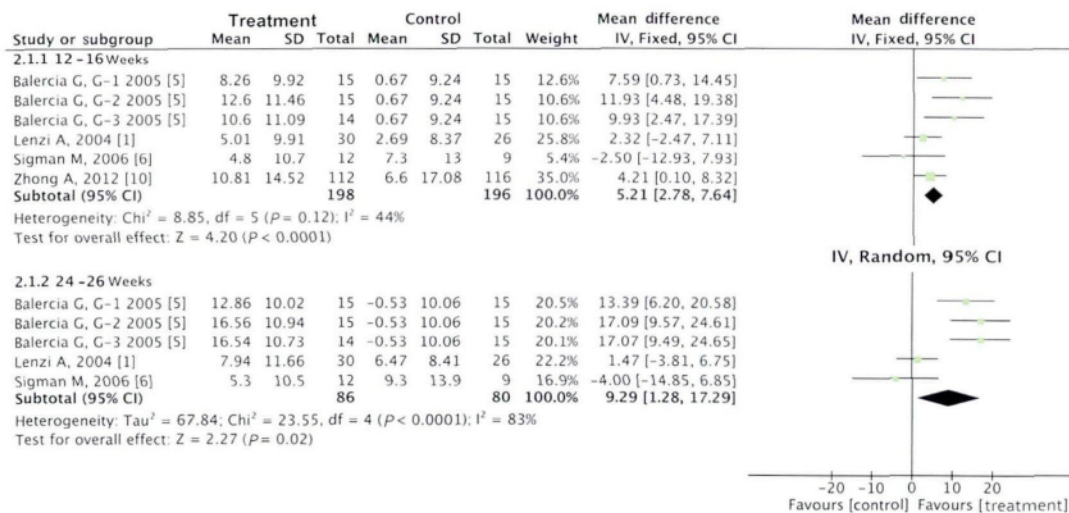 Treatment Control Mean difference Mean difference
Study or subgroup Mean SD Total Mean SD Total Weight IV, Fixed, 95% CI IV, Fixed, 95% CI
2.1.1 12 –16 Weeks
Balercia G, G–1 2005 [5] 8.26 9.92 15 0.67 9.24 15 12.6% 7.59 [0.73, 14.45]
Balercia G, G–2 2005 [5] 12.6 11.46 15 0.67 9.24 15 10.6% 11.93 [4.48, 19.38]
Balercia G, G–3 2005 [5] 10.6 11.09 14 0.67 9.24 15 10.6% 9.93 [2.47, 17.39]
Lenzi A, 2004 [1] 5.01 9.91 30 2.69 8.37 26 25.8% 2.32 [–2.47, 7.11]
Sigman M, 2006 [6] 4.8 10.7 12 7.3 13 9 5.4% –2.50 [–12.93, 7.93]
Zhong A, 2012 [10] 10.81 14.52 112 6.6 17.08 116 35.0% 4.21 [0.10, 8.32]
Subtotal (95% CI) 198 196 100.0% 5.21 [2.78, 7.64]
Heterogeneity: Chi² = 8.85, df = 5 (P = 0.12); I² = 44%
Test for overall effect: Z = 4.20 (P < 0.0001)
IV, Random, 95% CI
2.1.2 24 –26 Weeks
Balercia G, G–1 2005 [5] 12.86 10.02 15 –0.53 10.06 15 20.5% 13.39 [6.20, 20.58]
Balercia G, G–2 2005 [5] 16.56 10.94 15 –0.53 10.06 15 20.2% 17.09 [9.57, 24.61]
Balercia G, G–3 2005 [5] 16.54 10.73 14 –0.53 10.06 15 20.1% 17.07 [9.49, 24.65]
Lenzi A, 2004 [1] 7.94 11.66 30 6.47 8.41 26 22.2% 1.47 [–3.81, 6.75]
Sigman M, 2006 [6] 5.3 10.5 12 9.3 13.9 9 16.9% –4.00 [–14.85, 6.85]
Subtotal (95% CI) 86 80 100.0% 9.29 [1.28, 17.29]
Heterogeneity: Tau² = 67.84; Chi² = 23.55, df = 4 (P < 0.0001); I² = 83%
Test for overall effect: Z = 2.27 (P = 0.02)
–20 –10 0 10 20
Favours [control] Favours [treatment]